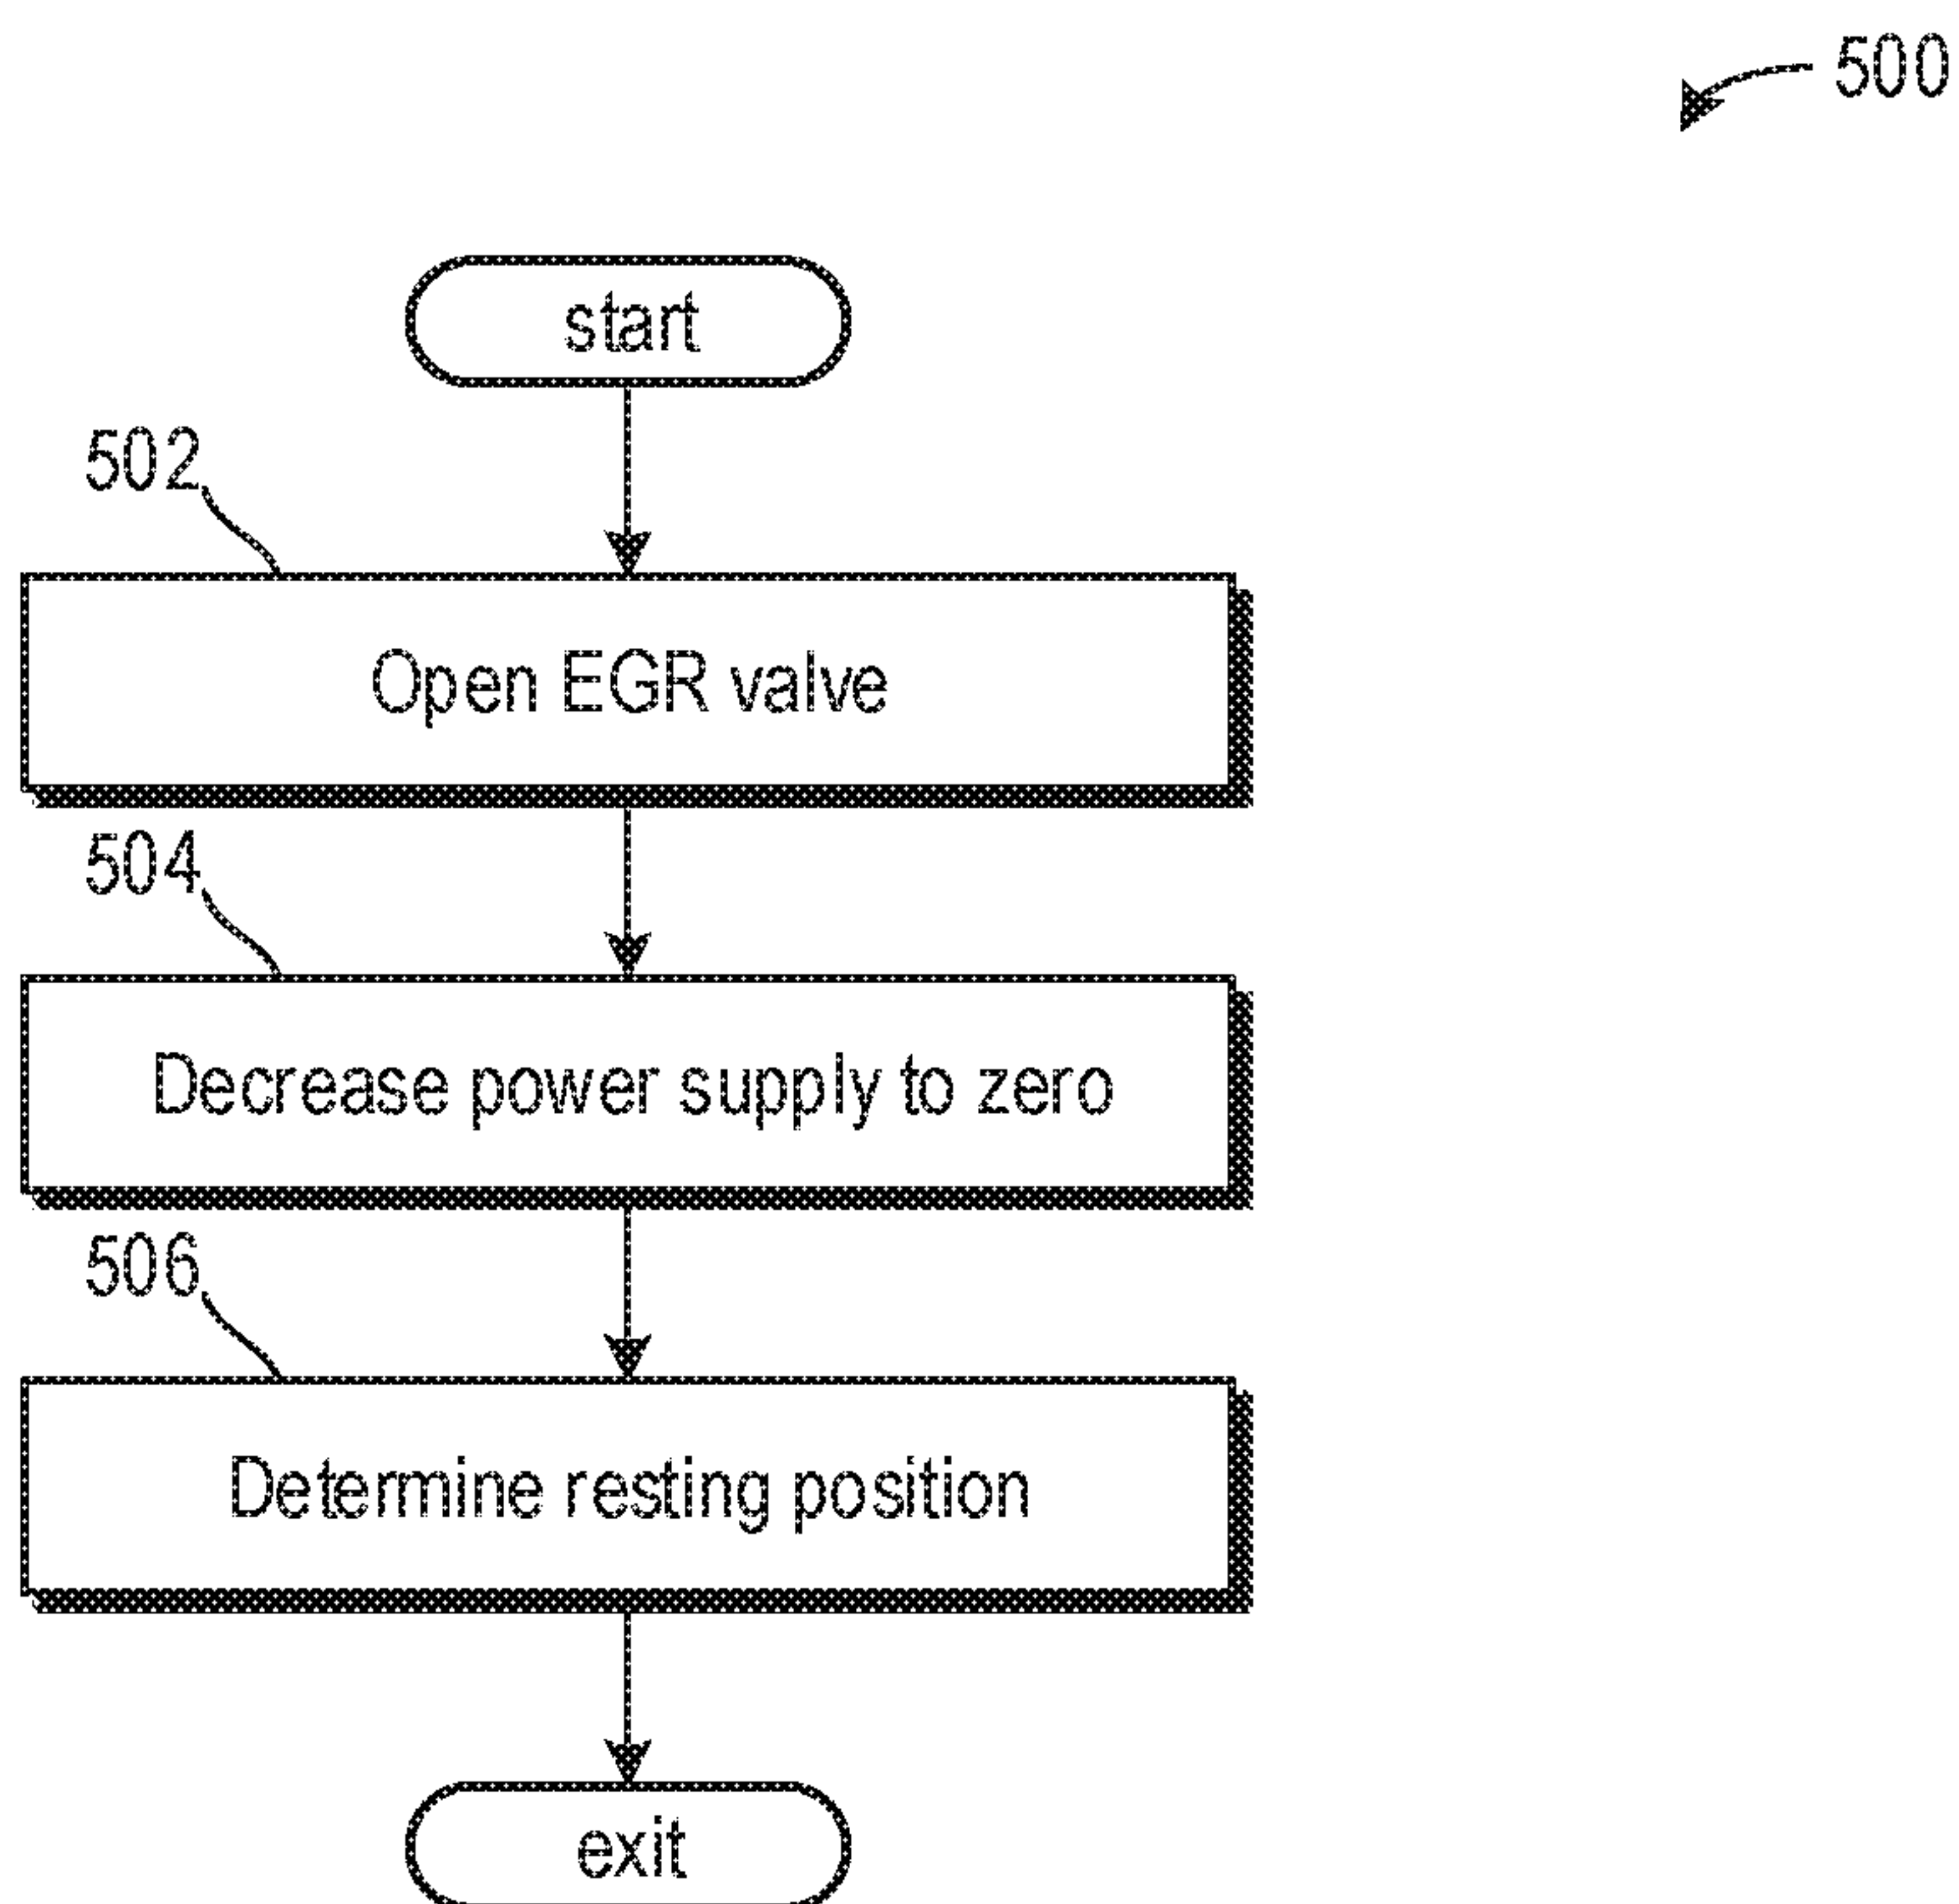 500
start
502
Open EGR valve
504
Decrease power supply to zero
506
Determine resting position
exit